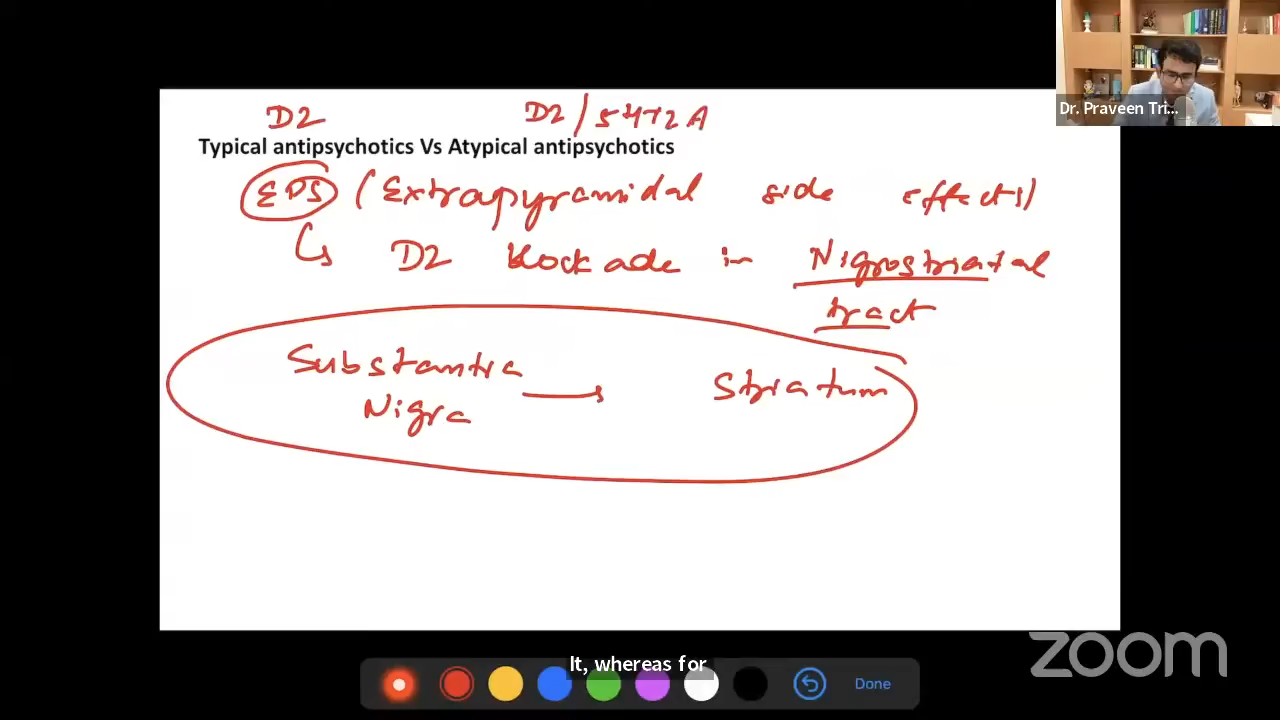 Dr. Praveen Tri...
D2 D2/5HT2A
Typical antipsychotics Vs Atypical antipsychotics
EPS (Extrapyramidal side effects)
D2 blockade in Nigrostriatal
tract
Substantia
Nigra → Striatum
zoom
It, whereas for
Done